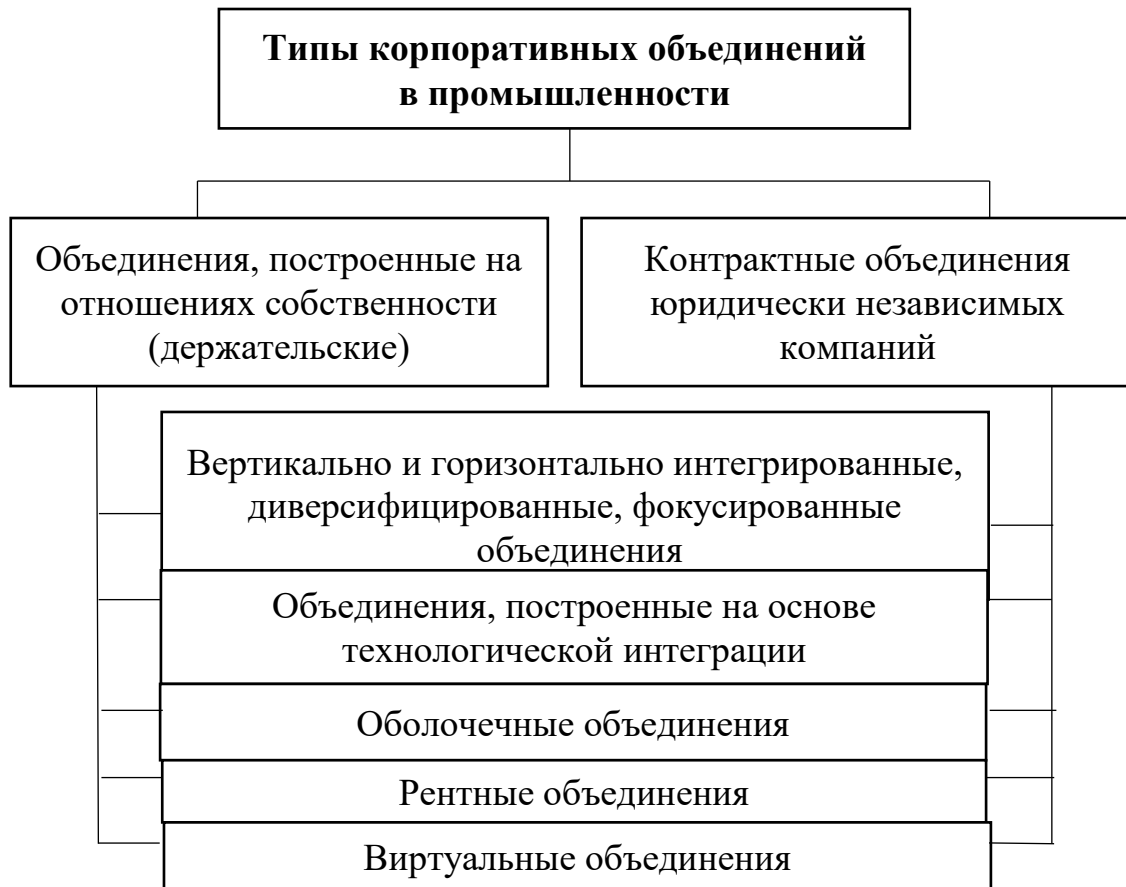 Типы корпоративных объединений
в промышленности
Объединения, построенные на
отношениях собственности
(держательские)
Контрактные объединения
юридически независимых
компаний
Вертикально и горизонтально интегрированные,
диверсифицированные, фокусированные
объединения
Объединения, построенные на основе
технологической интеграции
Оболочечные объединения
Рентные объединения
Виртуальные объединения